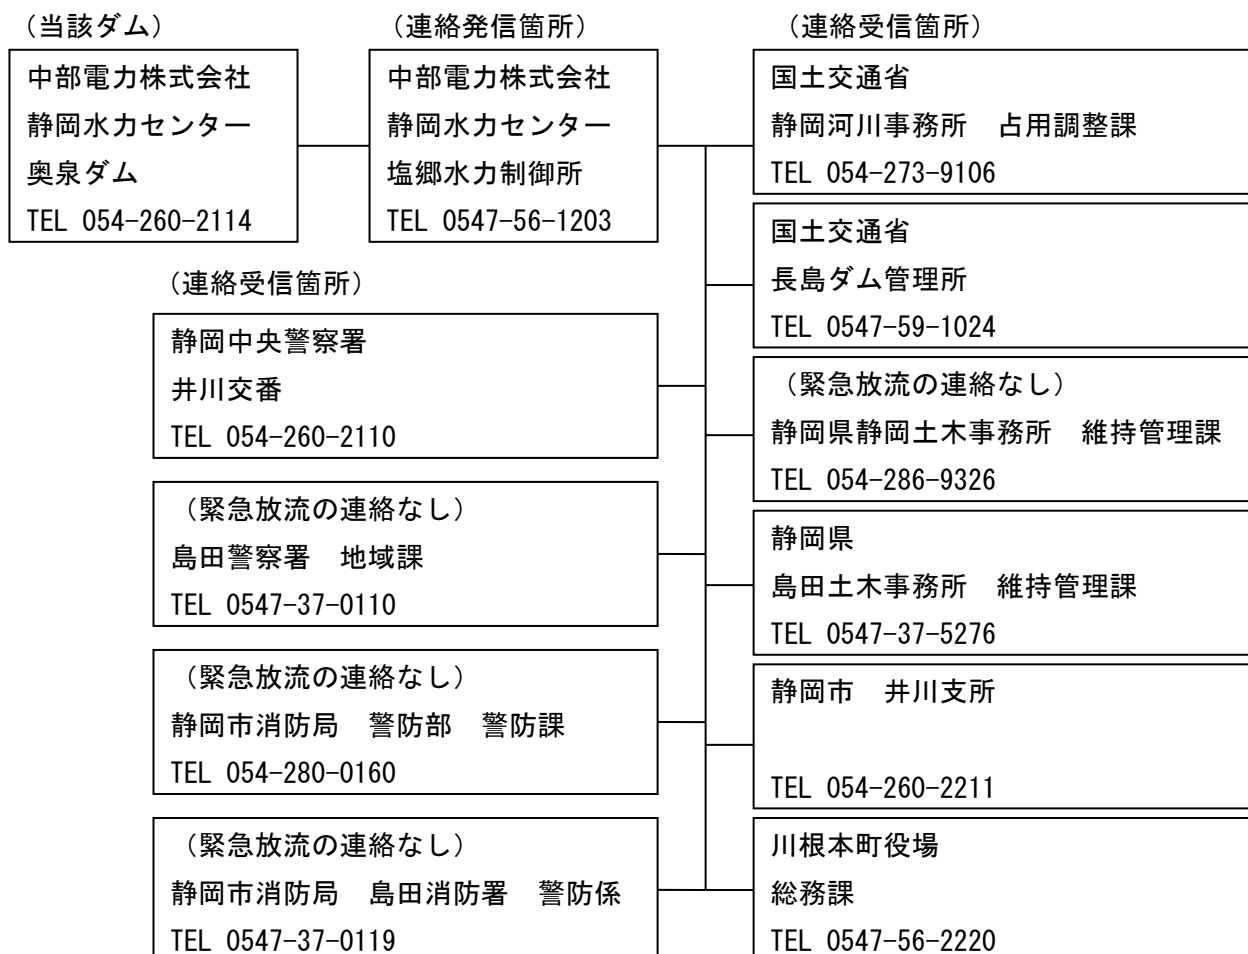 （当該ダム）
中部電力株式会社
静岡水力センター
奥泉ダム
TEL 054-260-2114
（連絡発信箇所）
中部電力株式会社
静岡水力センター
塩郷水力制御所
TEL 0547-56-1203
（連絡受信箇所）
国土交通省
静岡河川事務所　占用調整課
TEL 054-273-9106
国土交通省
長島ダム管理所
TEL 0547-59-1024
（緊急放流の連絡なし）
静岡県静岡土木事務所　維持管理課
TEL 054-286-9326
静岡県
島田土木事務所　維持管理課
TEL 0547-37-5276
静岡市　井川支所
TEL 054-260-2211
川根本町役場
総務課
TEL 0547-56-2220
（連絡受信箇所）
静岡中央警察署
井川交番
TEL 054-260-2110
（緊急放流の連絡なし）
島田警察署　地域課
TEL 0547-37-0110
（緊急放流の連絡なし）
静岡市消防局　警防部　警防課
TEL 054-280-0160
（緊急放流の連絡なし）
静岡市消防局　島田消防署　警防係
TEL 0547-37-0119